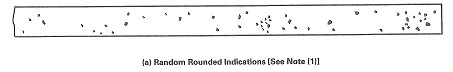 (a) Random Rounded Indications [See Note (1)]